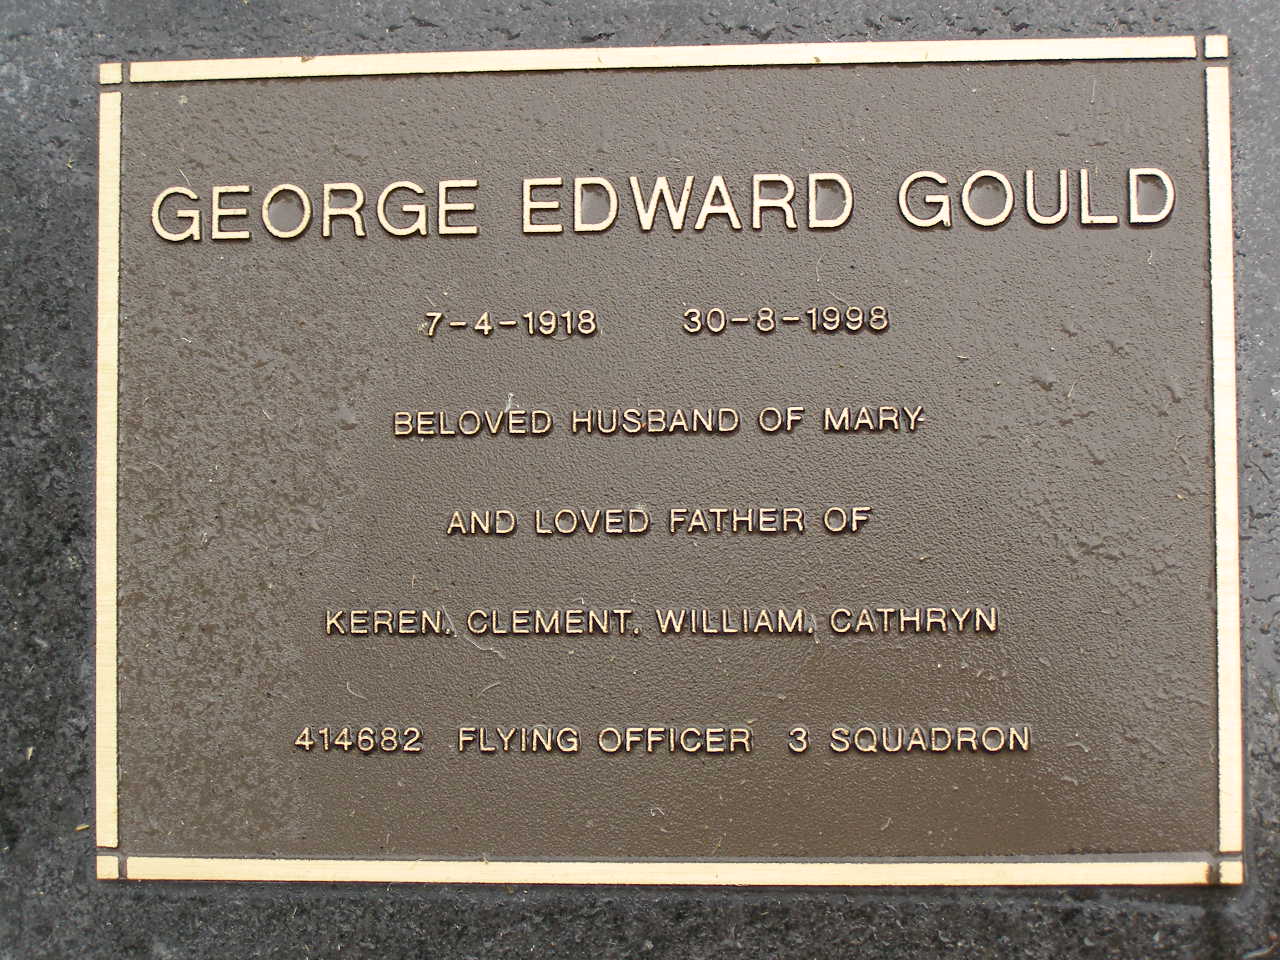 GEORGE EDWARD GOULD
7-4-1918 30-8-1998
BELOVED HUSBAND OF MARY
AND LOVED FATHER OF
KEREN, CLEMENT, WILLIAM, CATHRYN
414682 FLYING OFFICER 3 SQUADRON